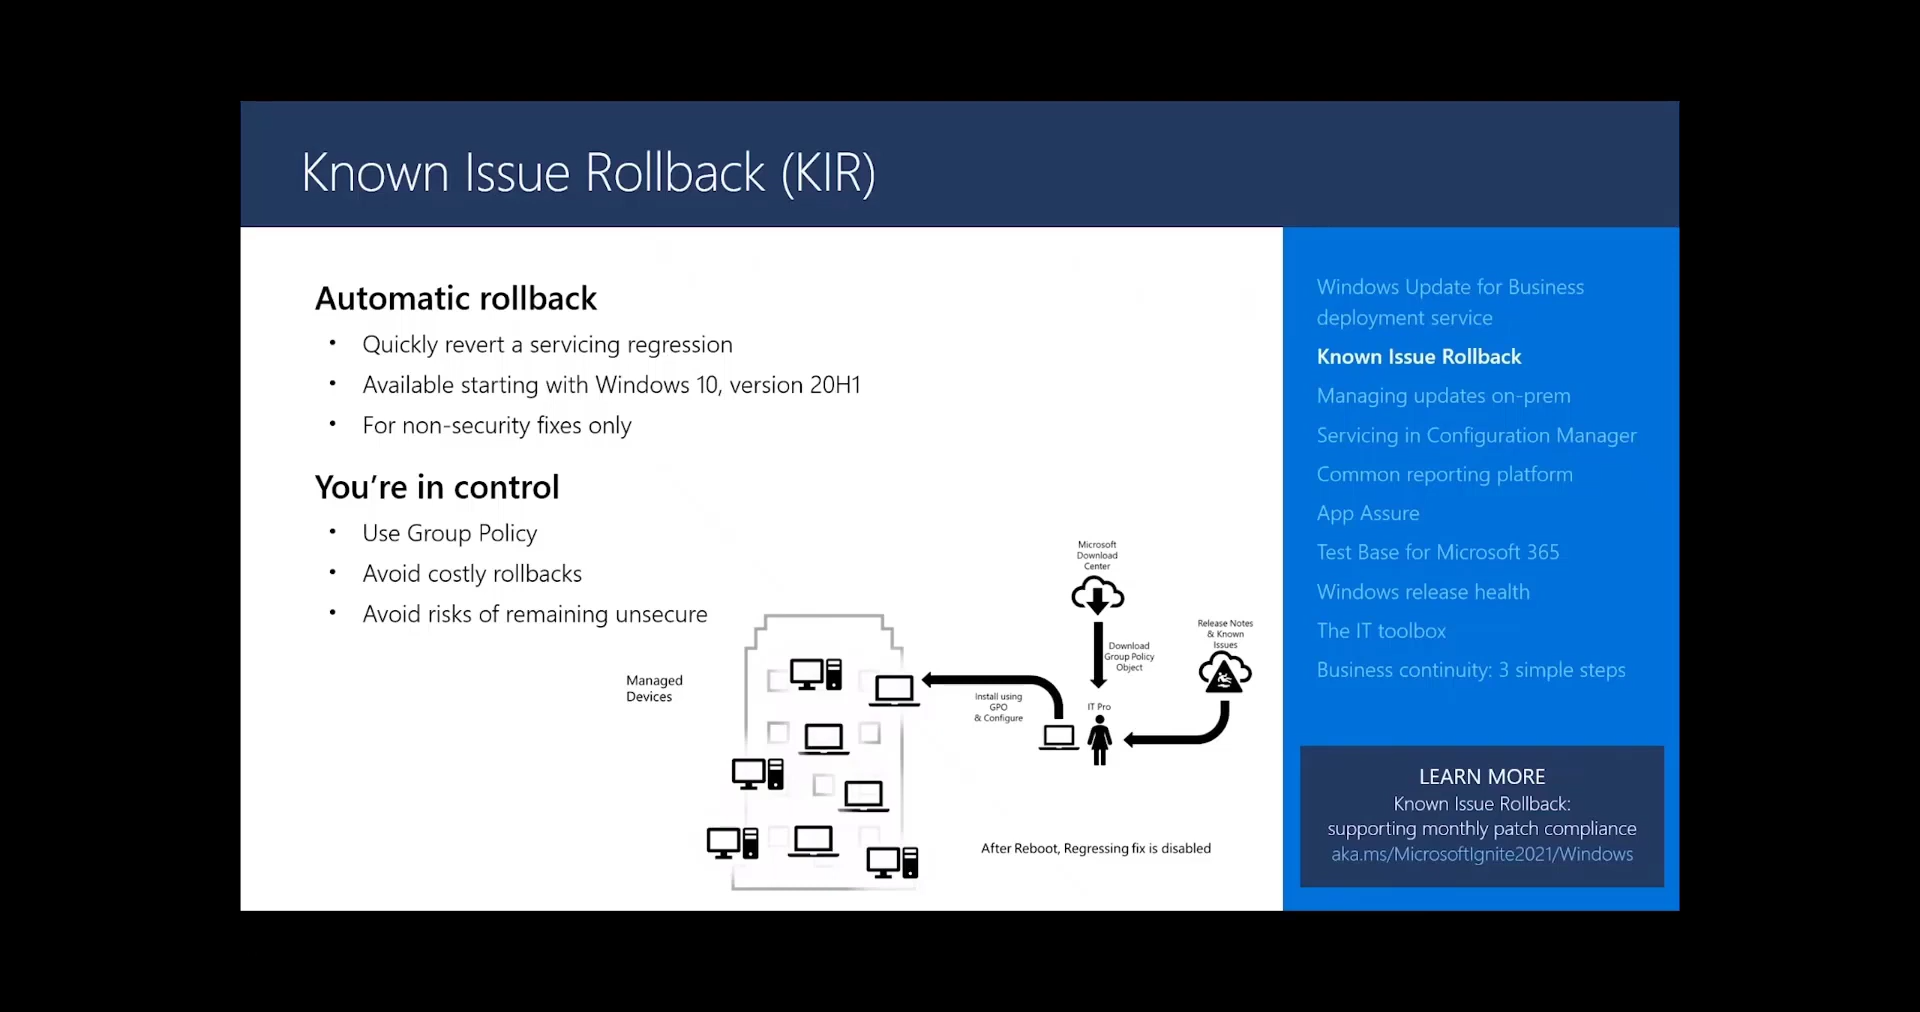 Known Issue Rollback (KIR)
Automatic rollback
• Quickly revert a servicing regression
• Available starting with Windows 10, version 20H1
• For non-security fixes only
You're in control
• Use Group Policy
• Avoid costly rollbacks
• Avoid risks of remaining unsecure
Managed
Devices
Microsoft
Download
Center
Download
Group Policy
Object
Release Notes
& Known
Issues
Install using
GPO
& Configure
IT Pro
After Reboot, Regressing fix is disabled
Windows Update for Business
deployment service
Known Issue Rollback
Managing updates on-prem
Servicing in Configuration Manager
Common reporting platform
App Assure
Test Base for Microsoft 365
Windows release health
The IT toolbox
Business continuity: 3 simple steps
LEARN MORE
Known Issue Rollback:
supporting monthly patch compliance
aka.ms/MicrosoftIgnite2021/Windows